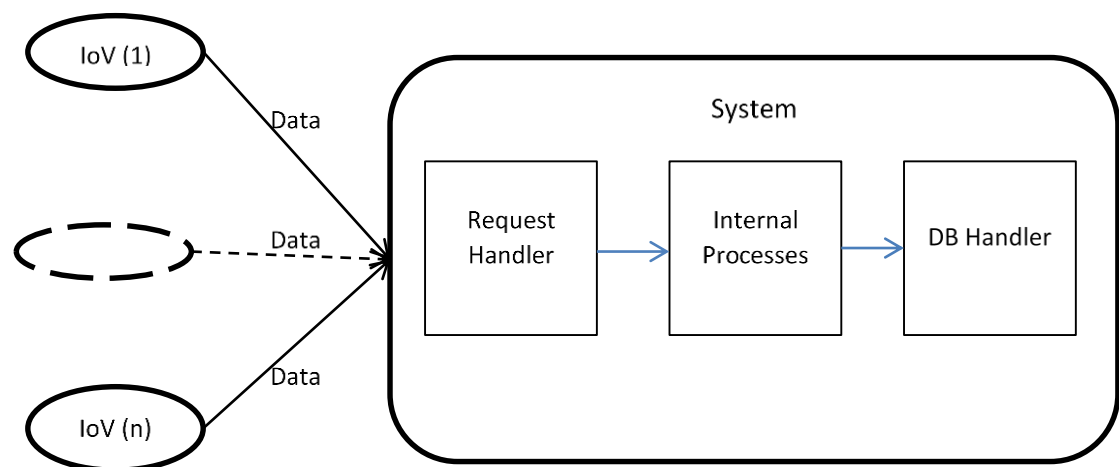 IoV (1)
Data
Data
Data
IoV (n)
System
Request
Handler
Internal
Processes
DB Handler